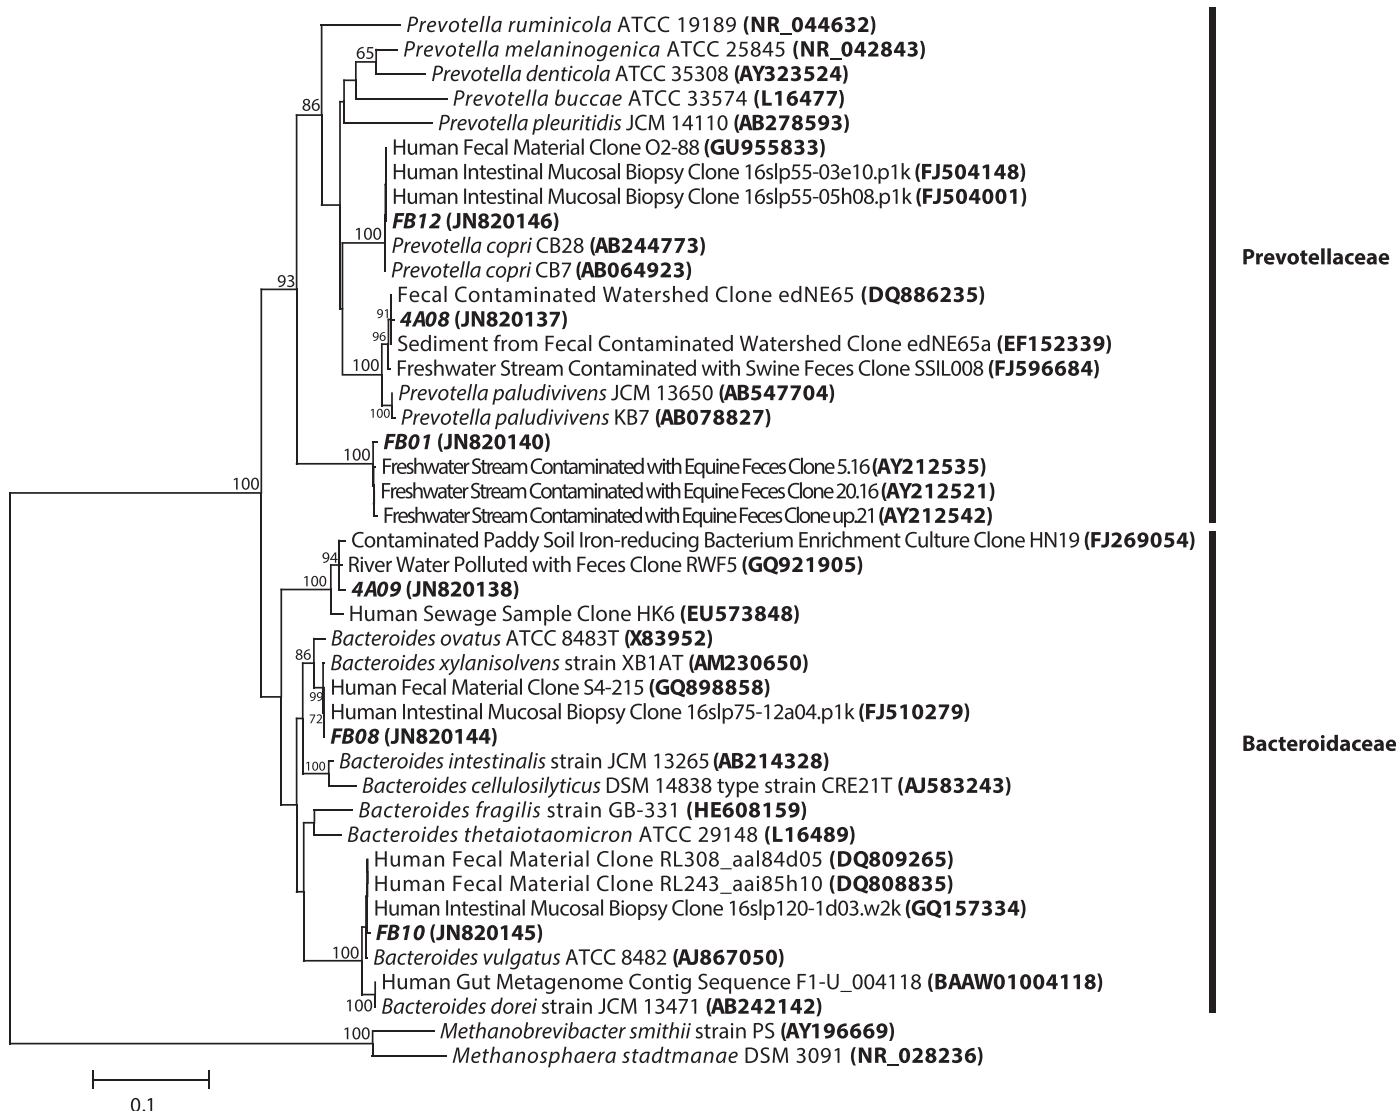 Prevotella ruminicola ATCC 19189 (NR_044632)
65
Prevotella melaninogenica ATCC 25845 (NR_042843)
Prevotella denticola ATCC 35308 (AY323524)
Prevotella buccae ATCC 33574 (L16477)
86
Prevotella pleuritidis JCM 14110 (AB278593)
Human Fecal Material Clone O2-88 (GU955833)
Human Intestinal Mucosal Biopsy Clone 16slp55-03e10.p1k (FJ504148)
Human Intestinal Mucosal Biopsy Clone 16slp55-05h08.p1k (FJ504001)
FB12 (JN820146)
100
Prevotella copri CB28 (AB244773)
Prevotella copri CB7 (AB064923)
Prevotellaceae
93
Fecal Contaminated Watershed Clone edNE65 (DQ886235)
91
4A08 (JN820137)
96
Sediment from Fecal Contaminated Watershed Clone edNE65a (EF152339)
100
Freshwater Stream Contaminated with Swine Feces Clone SSIL008 (FJ596684)
Prevotella paludivivens JCM 13650 (AB547704)
100
Prevotella paludivivens KB7 (AB078827)
FB01 (JN820140)
100
Freshwater Stream Contaminated with Equine Feces Clone 5.16 (AY212535)
100
Freshwater Stream Contaminated with Equine Feces Clone 20.16 (AY212521)
Freshwater Stream Contaminated with Equine Feces Clone up.21 (AY212542)
Contaminated Paddy Soil Iron-reducing Bacterium Enrichment Culture Clone HN19 (FJ269054)
94
River Water Polluted with Feces Clone RWF5 (GQ921905)
100
4A09 (JN820138)
Human Sewage Sample Clone HK6 (EU573848)
Bacteroides ovatus ATCC 8483T (X83952)
86
Bacteroides xylanisolvens strain XB1AT (AM230650)
Human Fecal Material Clone S4-215 (GQ898858)
99
Human Intestinal Mucosal Biopsy Clone 16slp75-12a04.p1k (FJ510279)
72
FB08 (JN820144)
Bacteroidaceae
Bacteroides intestinalis strain JCM 13265 (AB214328)
100
Bacteroides cellulosilyticus DSM 14838 type strain CRE21T (AJ583243)
Bacteroides fragilis strain GB-331 (HE608159)
Bacteroides thetaiotaomicron ATCC 29148 (L16489)
Human Fecal Material Clone RL308_aal84d05 (DQ809265)
Human Fecal Material Clone RL243_aai85h10 (DQ808835)
Human Intestinal Mucosal Biopsy Clone 16slp120-1d03.w2k (GQ157334)
FB10 (JN820145)
100
Bacteroides vulgatus ATCC 8482 (AJ867050)
Human Gut Metagenome Contig Sequence F1-U_004118 (BAAW01004118)
100
Bacteroides dorei strain JCM 13471 (AB242142)
100
Methanobrevibacter smithii strain PS (AY196669)
Methanosphaera stadtmanae DSM 3091 (NR_028236)
0.1